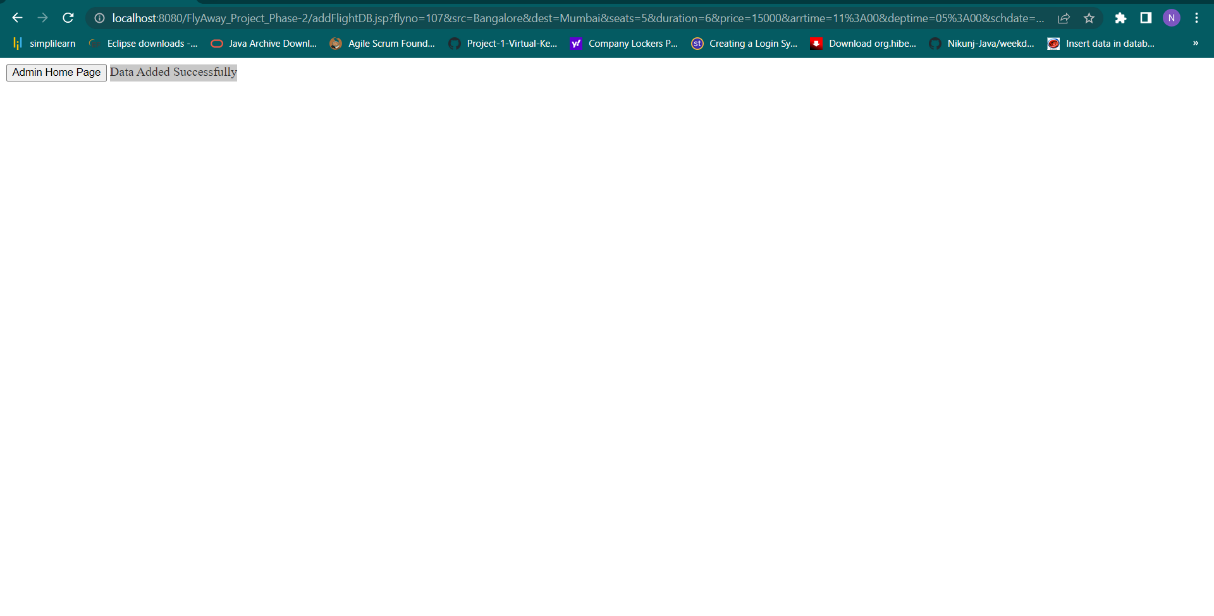 localhost:8080/FlyAway_Project_Phase-2/addFlightDB.jsp?flyno=107&src=Bangalore&dest=Mumbai&seats=5&duration=6&price=15000&arrtime=11%3A00&deptime=05%3A00&schdate=... N
simplilearn Eclipse downloads -... Java Archive Downl... Agile Scrum Found... Project-1-Virtual-Ke... y! Company Lockers P... st Creating a Login Sy... Download org.hibe... Nikunj-Java/weekd... Insert data in datab... »
Admin Home Page Data Added Successfully